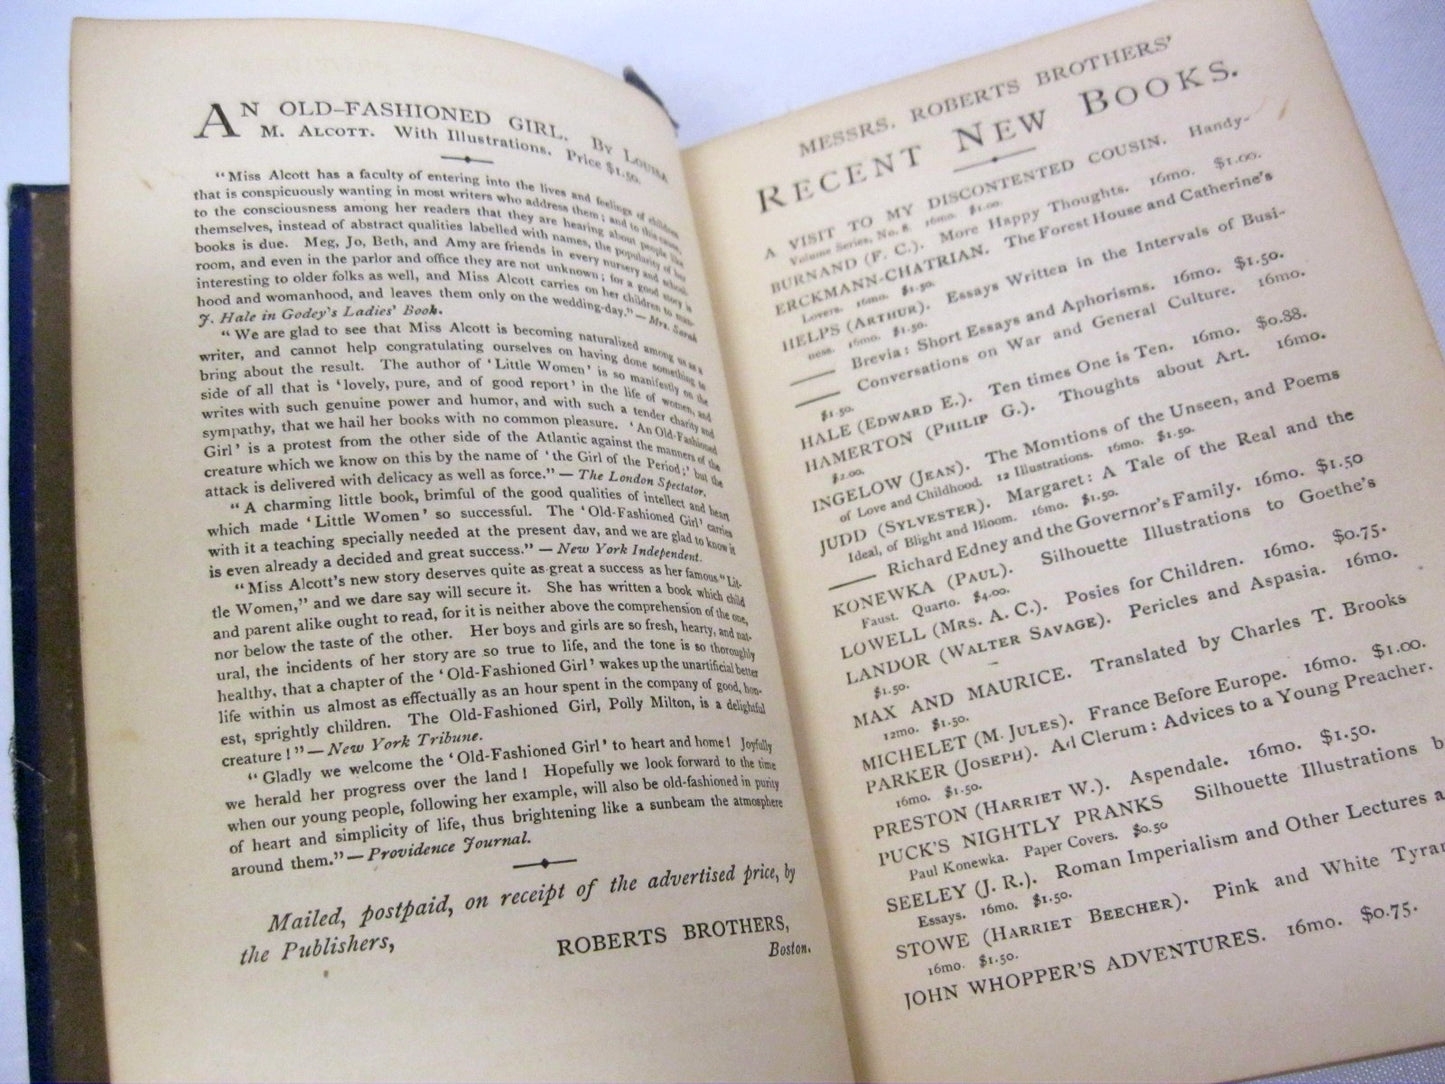 AN OLD-FASHIONED GIRL. By Louisa
M. Alcott. With Illustrations. Price $1.50.
"Miss Alcott has a faculty of entering into the lives and feelings of children
that is conspicuously wanting in most writers who address them; and to this cause,
to the consciousness among her readers that they are hearing about people like
themselves, instead of abstract qualities labelled with names, the popularity of her
books is due. Meg, Jo, Beth, and Amy are friends in every nursery and school-
room, and even in the parlor and office they are not unknown; for a good story is
interesting to older folks as well, and Miss Alcott carries on her children to man-
hood and womanhood, and leaves them only on the wedding-day." — Mrs. Sarah
J. Hale in Godey's Ladies' Book.
"We are glad to see that Miss Alcott is becoming naturalized among us as a
writer, and cannot help congratulating ourselves on having done something to
bring about the result. The author of 'Little Women' is so manifestly on the
side of all that is 'lovely, pure, and of good report' in the life of women, and
writes with such genuine power and humor, and with such a tender charity and
sympathy, that we hail her books with no common pleasure. 'An Old-Fashioned
Girl' is a protest from the other side of the Atlantic against the manners of the
creature which we know on this by the name of 'the Girl of the Period;' but the
attack is delivered with delicacy as well as force." — The London Spectator.
"A charming little book, brimful of the good qualities of intellect and heart
which made 'Little Women' so successful. The 'Old-Fashioned Girl' carries
with it a teaching specially needed at the present day, and we are glad to know it
is even already a decided and great success." — New York Independent.
"Miss Alcott's new story deserves quite as great a success as her famous "Lit-
tle Women," and we dare say will secure it. She has written a book which child
and parent alike ought to read, for it is neither above the comprehension of the one,
nor below the taste of the other. Her boys and girls are so fresh, hearty, and nat-
ural, the incidents of her story are so true to life, and the tone is so thoroughly
healthy, that a chapter of the 'Old-Fashioned Girl' wakes up the unartificial better
life within us almost as effectually as an hour spent in the company of good, hon-
est, sprightly children. The Old-Fashioned Girl, Polly Milton, is a delightful
creature!" — New York Tribune.
"Gladly we welcome the 'Old-Fashioned Girl' to heart and home! Joyfully
we herald her progress over the land! Hopefully we look forward to the time
when our young people, following her example, will also be old-fashioned in purity
of heart and simplicity of life, thus brightening like a sunbeam the atmosphere
around them." — Providence Journal.
Mailed, postpaid, on receipt of the advertised price, by
the Publishers,
ROBERTS BROTHERS,
Boston.
MESSRS. ROBERTS BROTHERS'
RECENT NEW BOOKS.
A VISIT TO MY DISCONTENTED COUSIN. Handy-
Volume Series, No. 8. 16mo. $1.00.
BURNAND (F. C.). More Happy Thoughts. 16mo. $1.00.
ERCKMANN-CHATRIAN. The Forest House and Catherine's
Lovers. 16mo. $1.50.
HELPS (ARTHUR). Essays Written in the Intervals of Busi-
ness. 16mo. $1.50.
—— Brevia: Short Essays and Aphorisms. 16mo. $1.50.
—— Conversations on War and General Culture. 16mo.
$1.50.
HALE (EDWARD E.). Ten times One is Ten. 16mo. $0.88.
HAMERTON (PHILIP G.). Thoughts about Art. 16mo.
$2.00.
INGELOW (JEAN). The Monitions of the Unseen, and Poems
of Love and Childhood. 12 Illustrations. 16mo. $1.50.
JUDD (SYLVESTER). Margaret: A Tale of the Real and the
Ideal, of Blight and Bloom. 16mo. $1.50.
—— Richard Edney and the Governor's Family. 16mo. $1.50
KONEWKA (PAUL). Silhouette Illustrations to Goethe's
Faust. Quarto. $4.00.
LOWELL (MRS. A. C.). Posies for Children. 16mo. $0.75.
LANDOR (WALTER SAVAGE). Pericles and Aspasia. 16mo.
$1.50.
MAX AND MAURICE. Translated by Charles T. Brooks
12mo. $1.50.
MICHELET (M. JULES). France Before Europe. 16mo. $1.00.
PARKER (JOSEPH). Ad Clerum: Advices to a Young Preacher.
16mo. $1.50.
PRESTON (HARRIET W.). Aspendale. 16mo. $1.50.
PUCK'S NIGHTLY PRANKS Silhouette Illustrations b
Paul Konewka. Paper Covers. $0.50
SEELEY (J. R.). Roman Imperialism and Other Lectures a
Essays. 16mo. $1.50.
STOWE (HARRIET BEECHER). Pink and White Tyran
16mo. $1.50.
JOHN WHOPPER'S ADVENTURES. 16mo. $0.75.